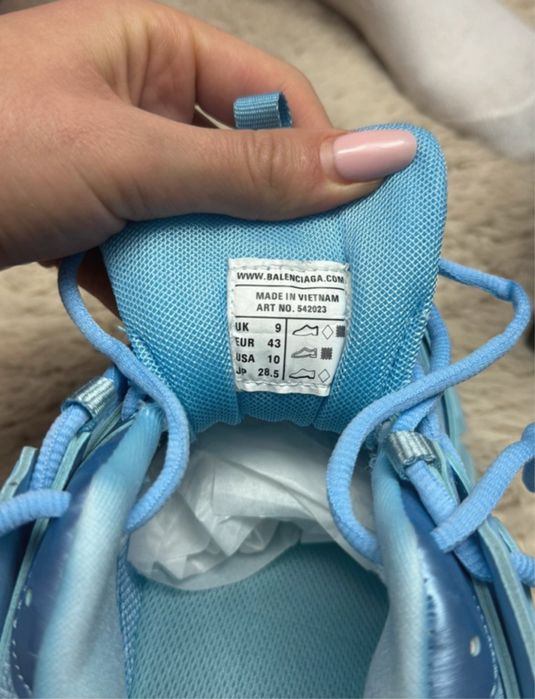 WWW.BALENCIAGA.COM
MADE IN VIETNAM
ART NO. 542023
UK 9
EUR 43
USA 10
JP 28.5